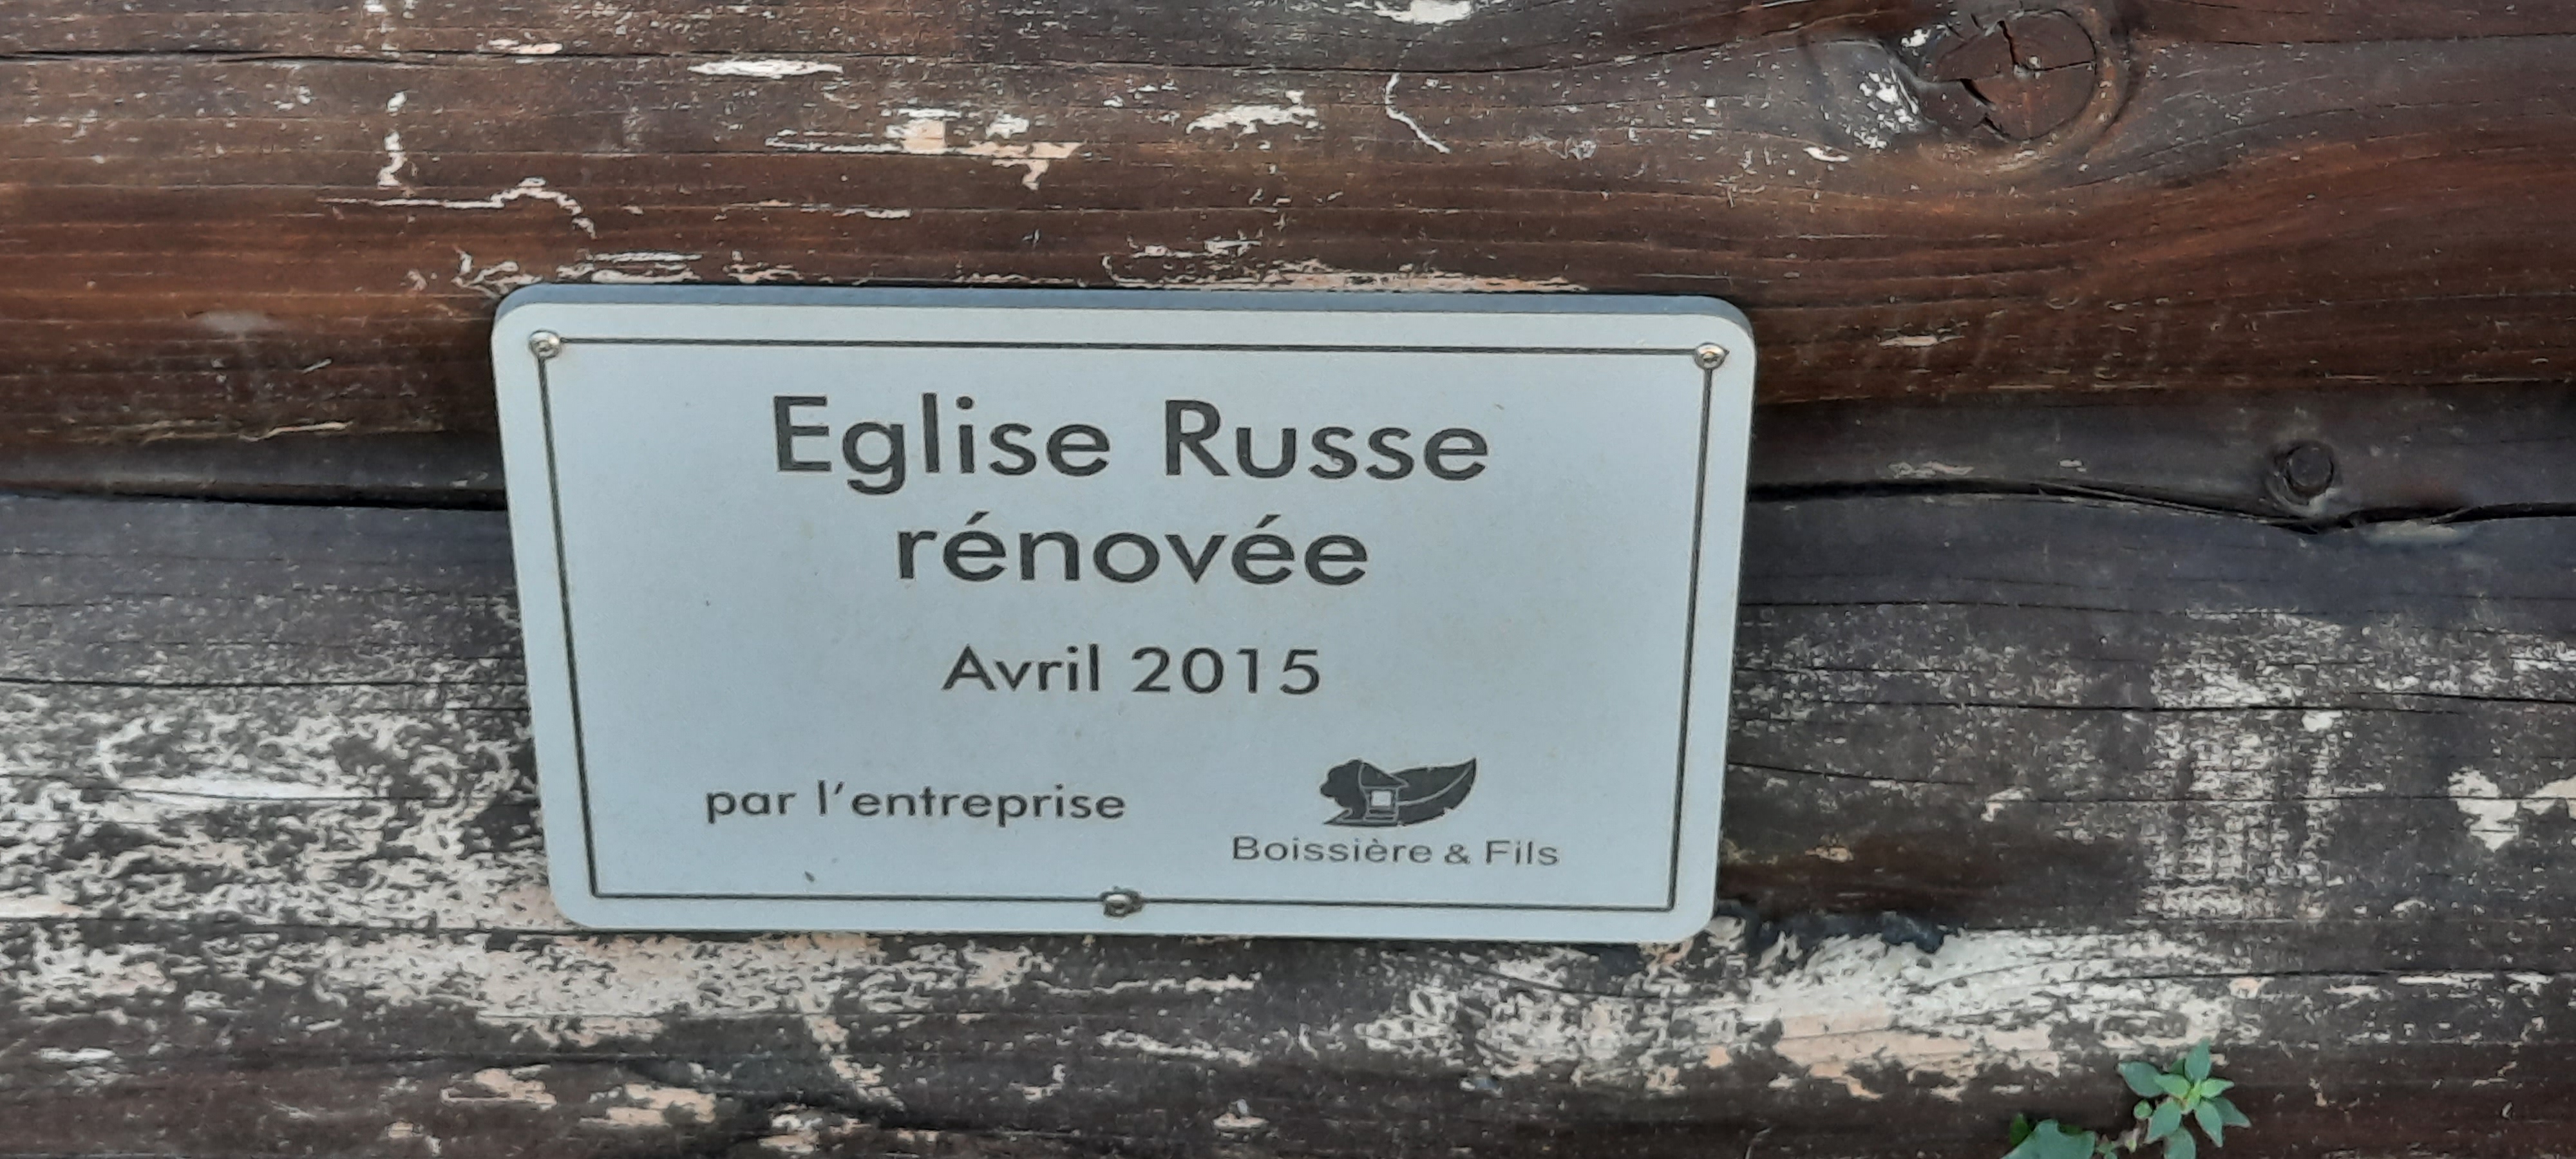 Eglise Russe
rénovée
Avril 2015
par l'entreprise
Boissière & Fils